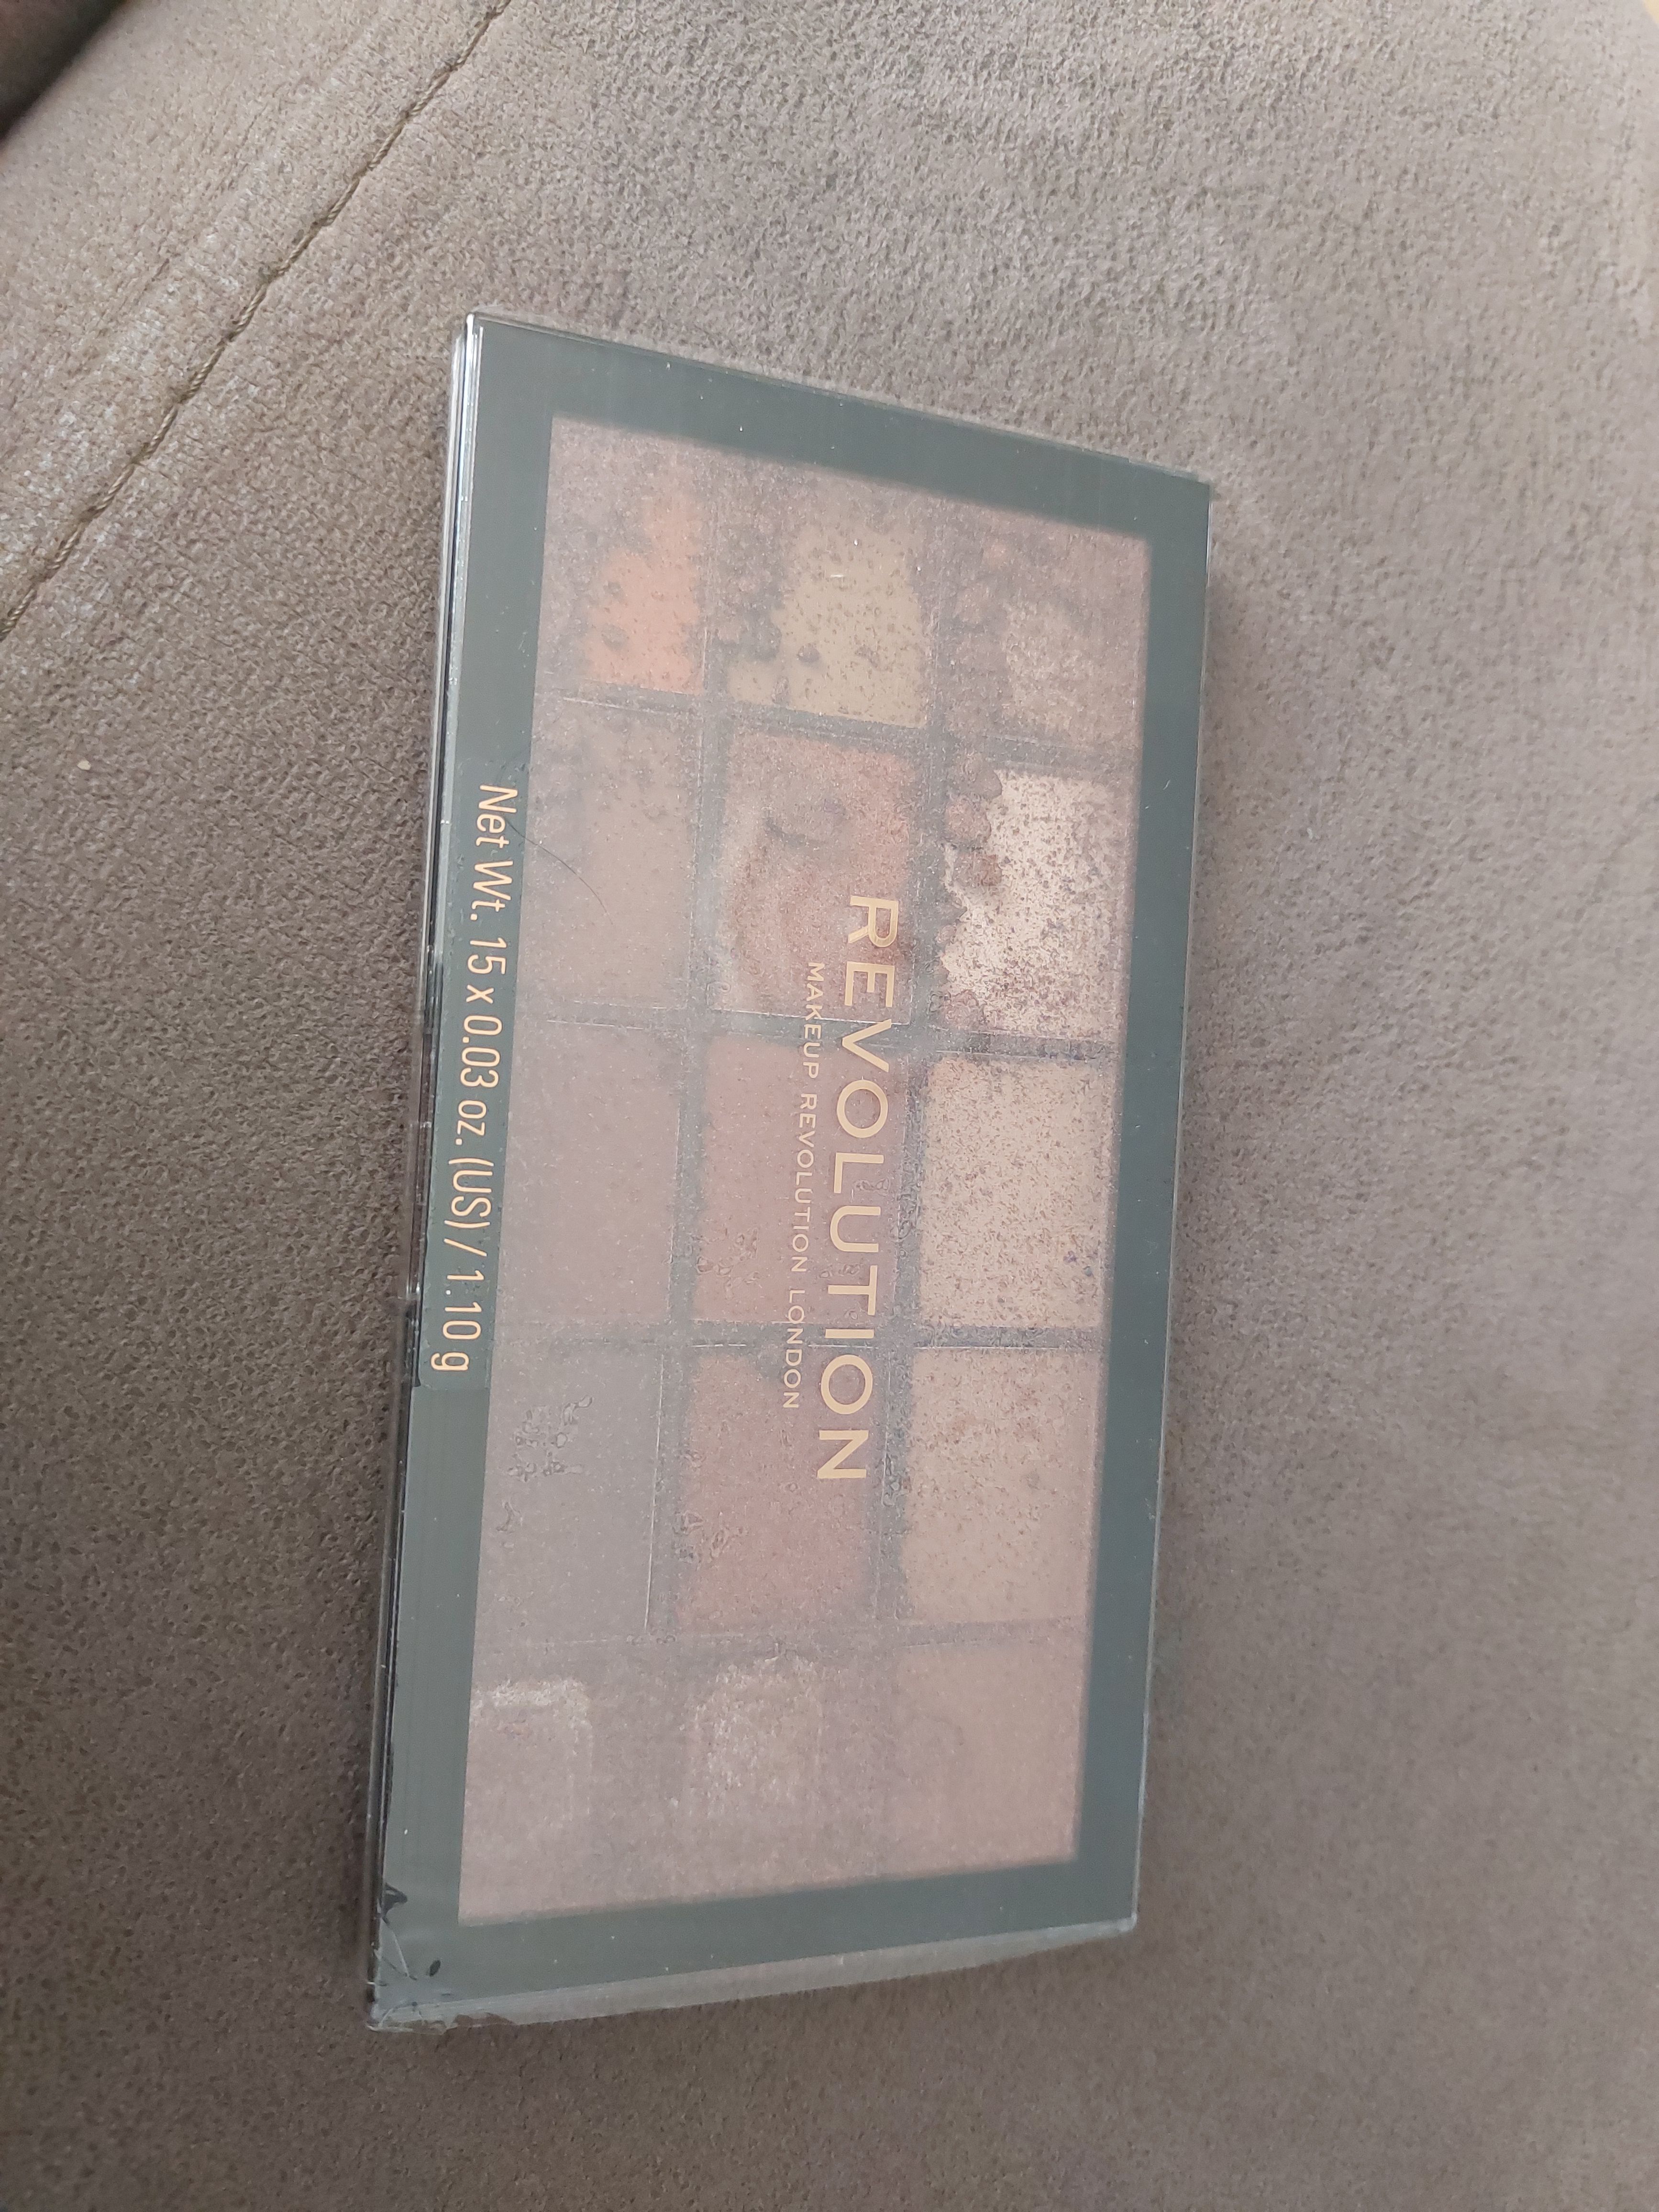 REVOLUTION
MAKEUP REVOLUTION LONDON
Net Wt. 15 x 0.03 oz. (US) / 1.10 g